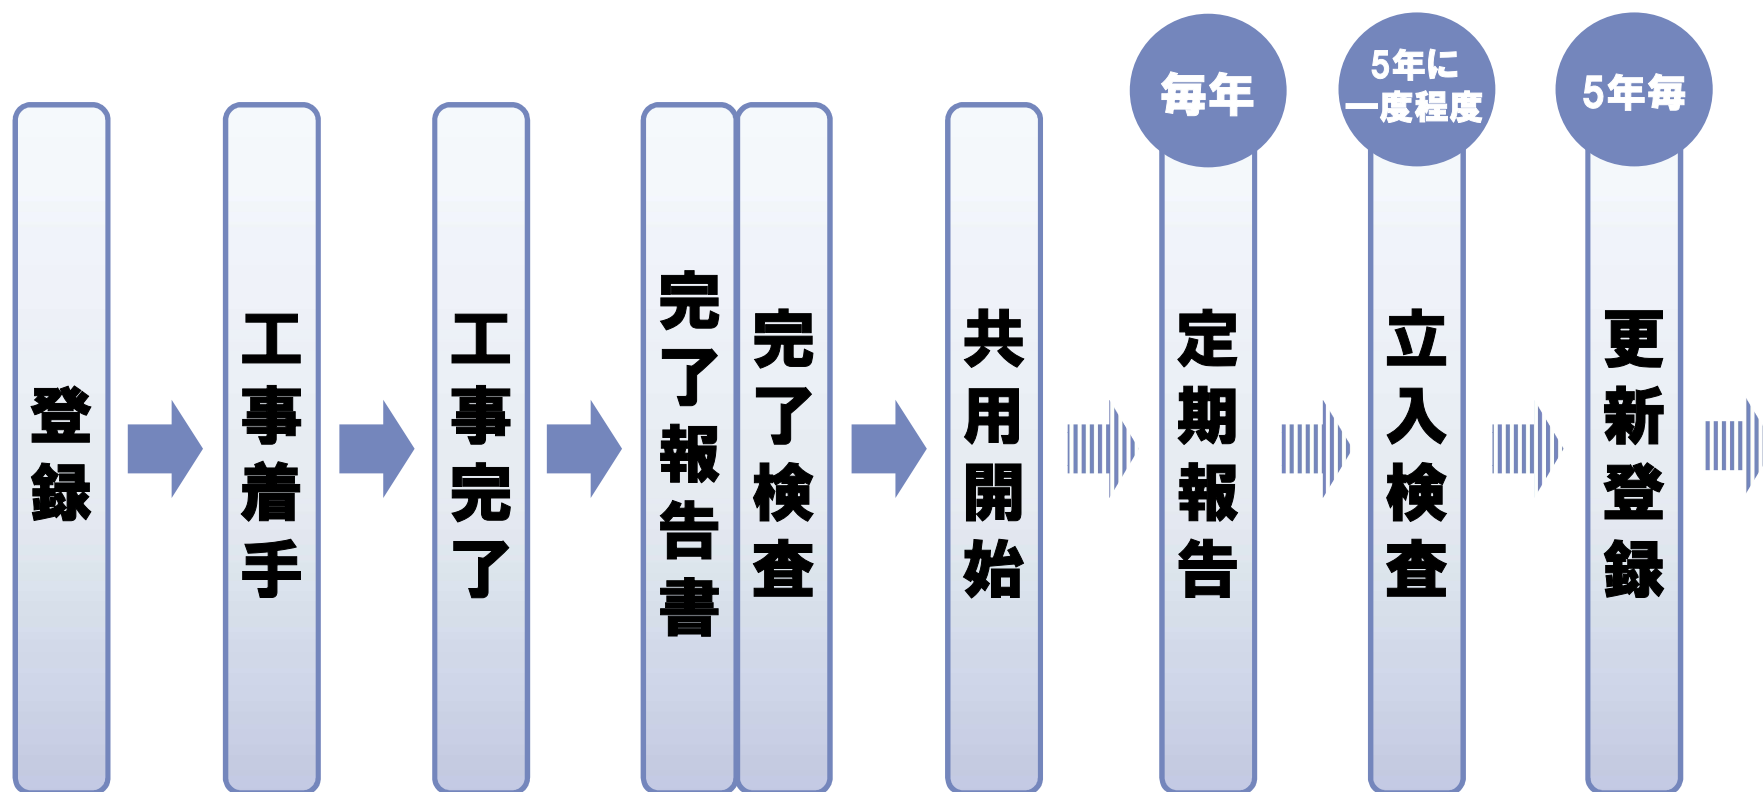 登録
工事着手
工事完了
完了報告書
完了検査
共用開始
毎年
定期報告
5年に
一度程度
立入検査
5年毎
更新登録